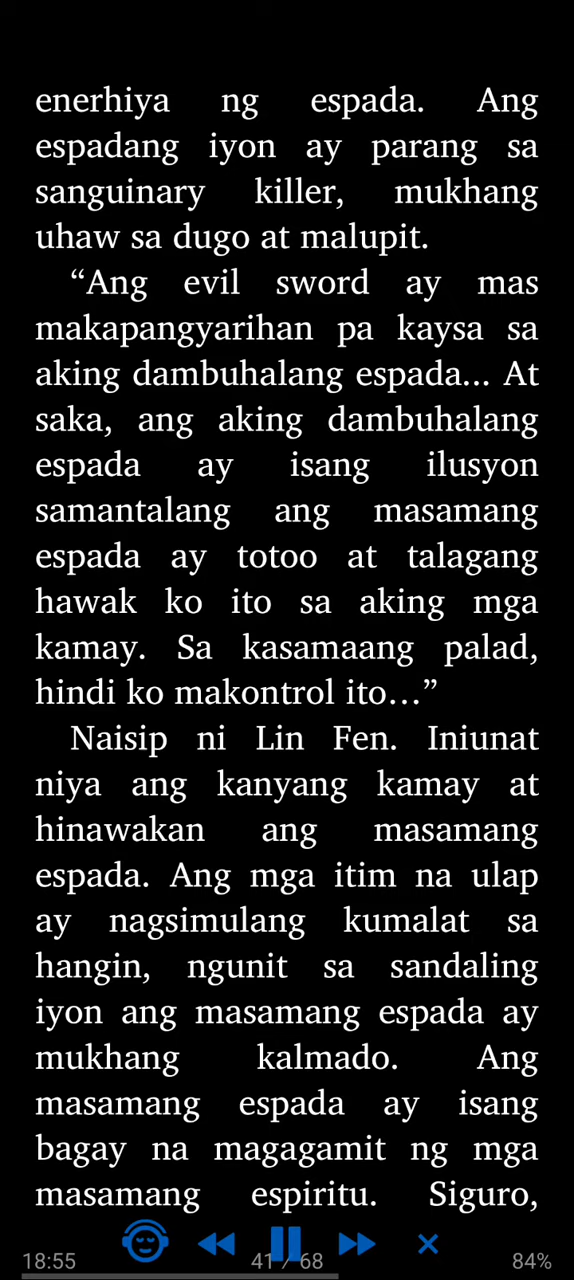 enerhiya ng espada. Ang
espadang iyon ay parang sa
sanguinary killer, mukhang
uhaw sa dugo at malupit.
“Ang evil sword ay mas
makapangyarihan pa kaysa sa
aking dambuhalang espada... At
saka, ang aking dambuhalang
espada ay isang ilusyon
samantalang ang masamang
espada ay totoo at talagang
hawak ko ito sa aking mga
kamay. Sa kasamaang palad,
hindi ko makontrol ito…”
Naisip ni Lin Fen. Iniunat
niya ang kanyang kamay at
hinawakan ang masamang
espada. Ang mga itim na ulap
ay nagsimulang kumalat sa
hangin, ngunit sa sandaling
iyon ang masamang espada ay
mukhang kalmado. Ang
masamang espada ay isang
bagay na magagamit ng mga
masamang espiritu. Siguro,
18:55 41 / 68 84%